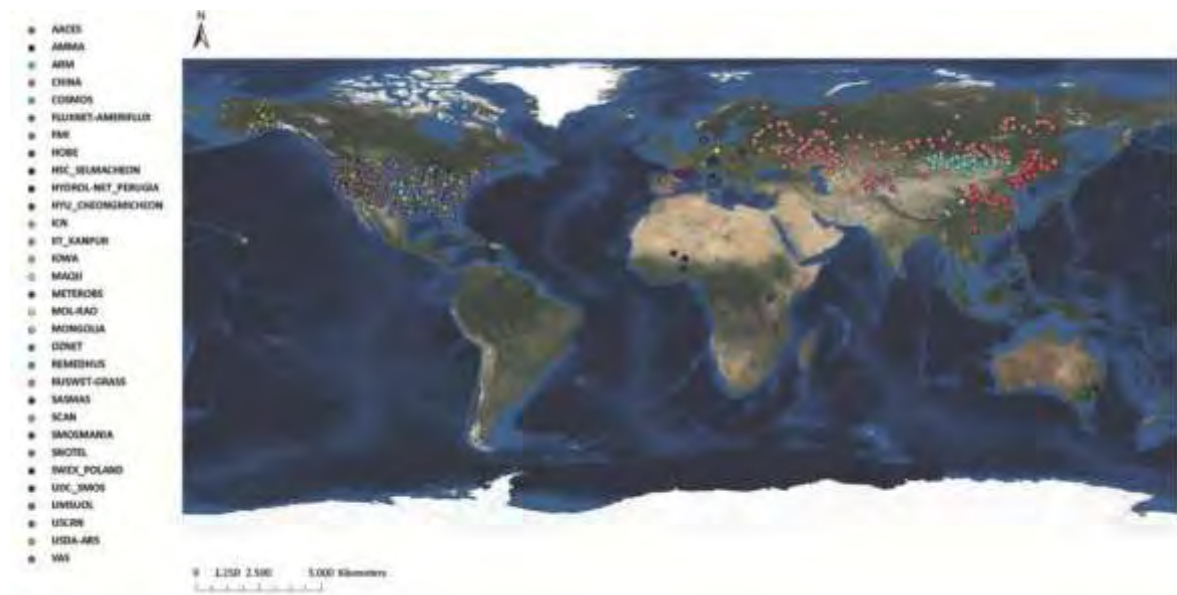 N
AACES
AMMA
ARM
CHINA
COSMOS
FLUXNET-AMERIFLUX
FMI
HOBE
HSC_SELMACHEON
HYDROL-NET_PERUGIA
HYU_CHEONGMICHEON
ICN
IIT_KANPUR
IOWA
MAQU
METEROBS
MOL-RAO
MONGOLIA
OZNET
REMEDHUS
RUSWET-GRASS
SASMAS
SCAN
SMOSMANIA
SNOTEL
SWEX_POLAND
UDC_SMOS
UMSUOL
USCRN
USDA-ARS
VAS
0 1.250 2.500 5.000 Kilometers